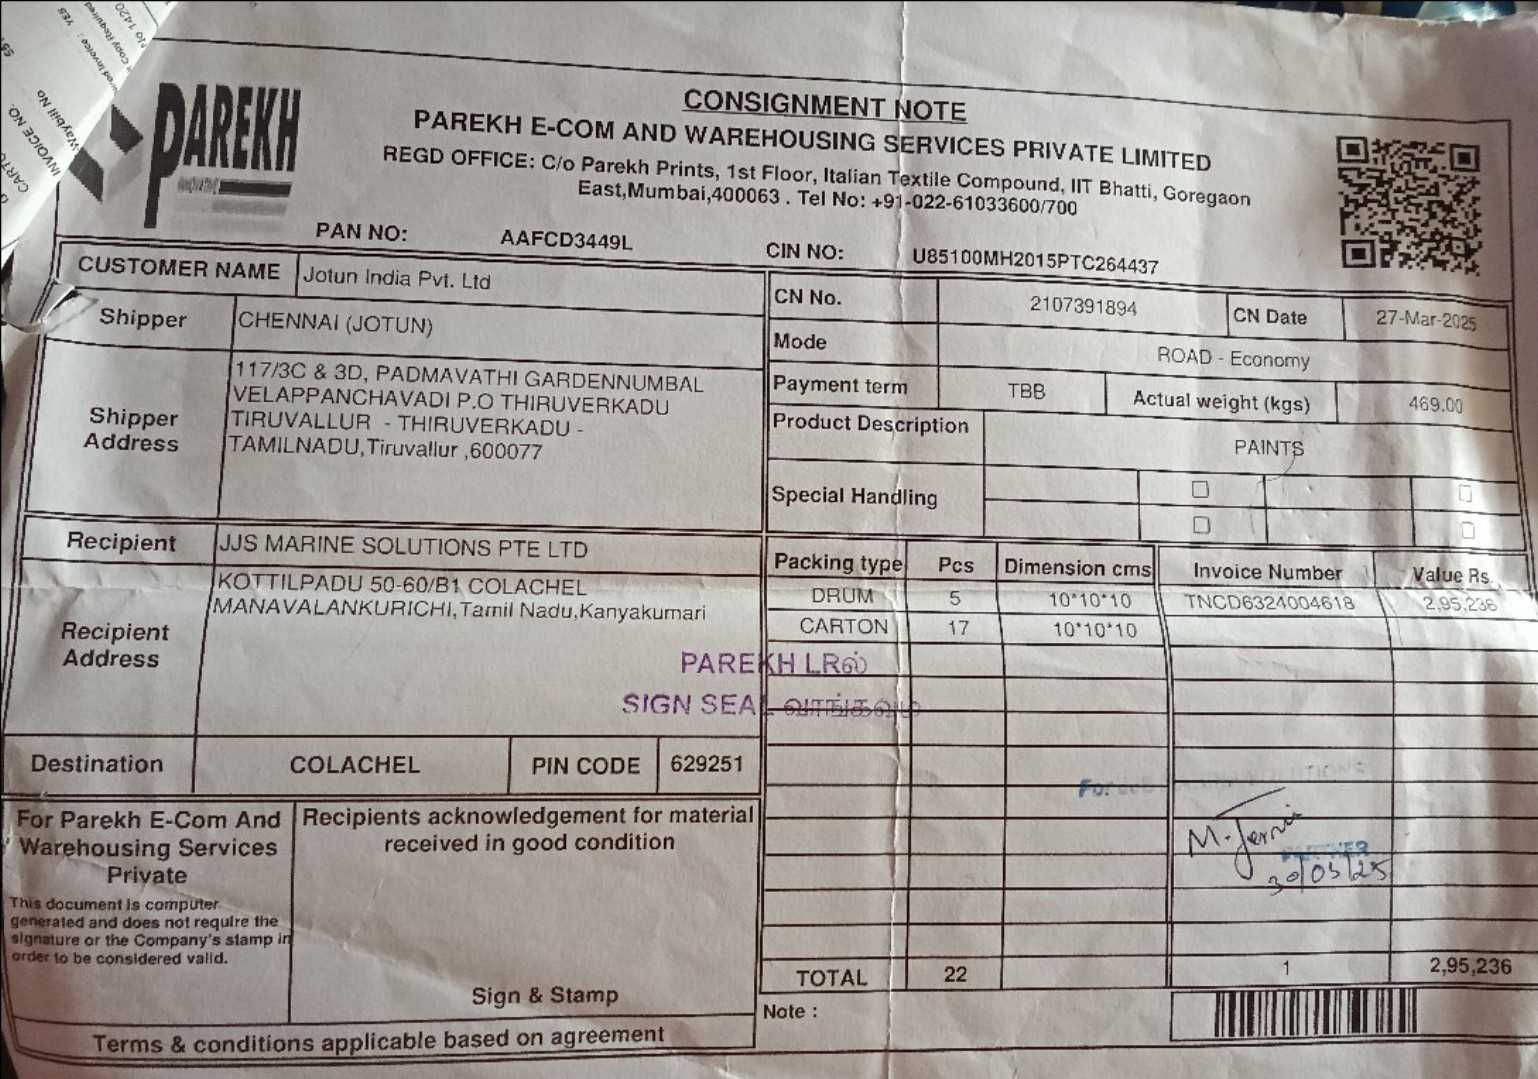 No 1420
Copy Required
YES
Waybill No
INVOICE NO.
PAREKH
CONSIGNMENT NOTE
PAREKH E-COM AND WAREHOUSING SERVICES PRIVATE LIMITED
REGD OFFICE: C/o Parekh Prints, 1st Floor, Italian Textile Compound, IIT Bhatti, Goregaon
East,Mumbai,400063 . Tel No: +91-022-61033600/700
PAN NO: AAFCD3449L CIN NO: U85100MH2015PTC264437
CUSTOMER NAME Jotun India Pvt. Ltd
Shipper CHENNAI (JOTUN)
Shipper Address
117/3C & 3D, PADMAVATHI GARDENNUMBAL
VELAPPANCHAVADI P.O THIRUVERKADU
TIRUVALLUR - THIRUVERKADU -
TAMILNADU,Tiruvallur ,600077
CN No. 2107391894 CN Date 27-Mar-2025
Mode ROAD - Economy
Payment term TBB Actual weight (kgs) 469.00
Product Description PAINTS
Special Handling
Recipient JJS MARINE SOLUTIONS PTE LTD
Recipient Address
KOTTILPADU 50-60/B1 COLACHEL
MANAVALANKURICHI,Tamil Nadu,Kanyakumari
Packing type Pcs Dimension cms Invoice Number Value Rs.
DRUM 5 10*10*10 TNCD6324004618 2,95,236
CARTON 17 10*10*10
PAREKH LRல்
SIGN SEAL வாங்கவும்
Destination COLACHEL PIN CODE 629251
For Parekh E-Com And
Warehousing Services
Private
This document is computer
generated and does not require the
signature or the Company's stamp in
order to be considered valid.
Recipients acknowledgement for material
received in good condition
Sign & Stamp
For
M. 
PARTNER
30/03/25
TOTAL 22 1 2,95,236
Note :
Terms & conditions applicable based on agreement